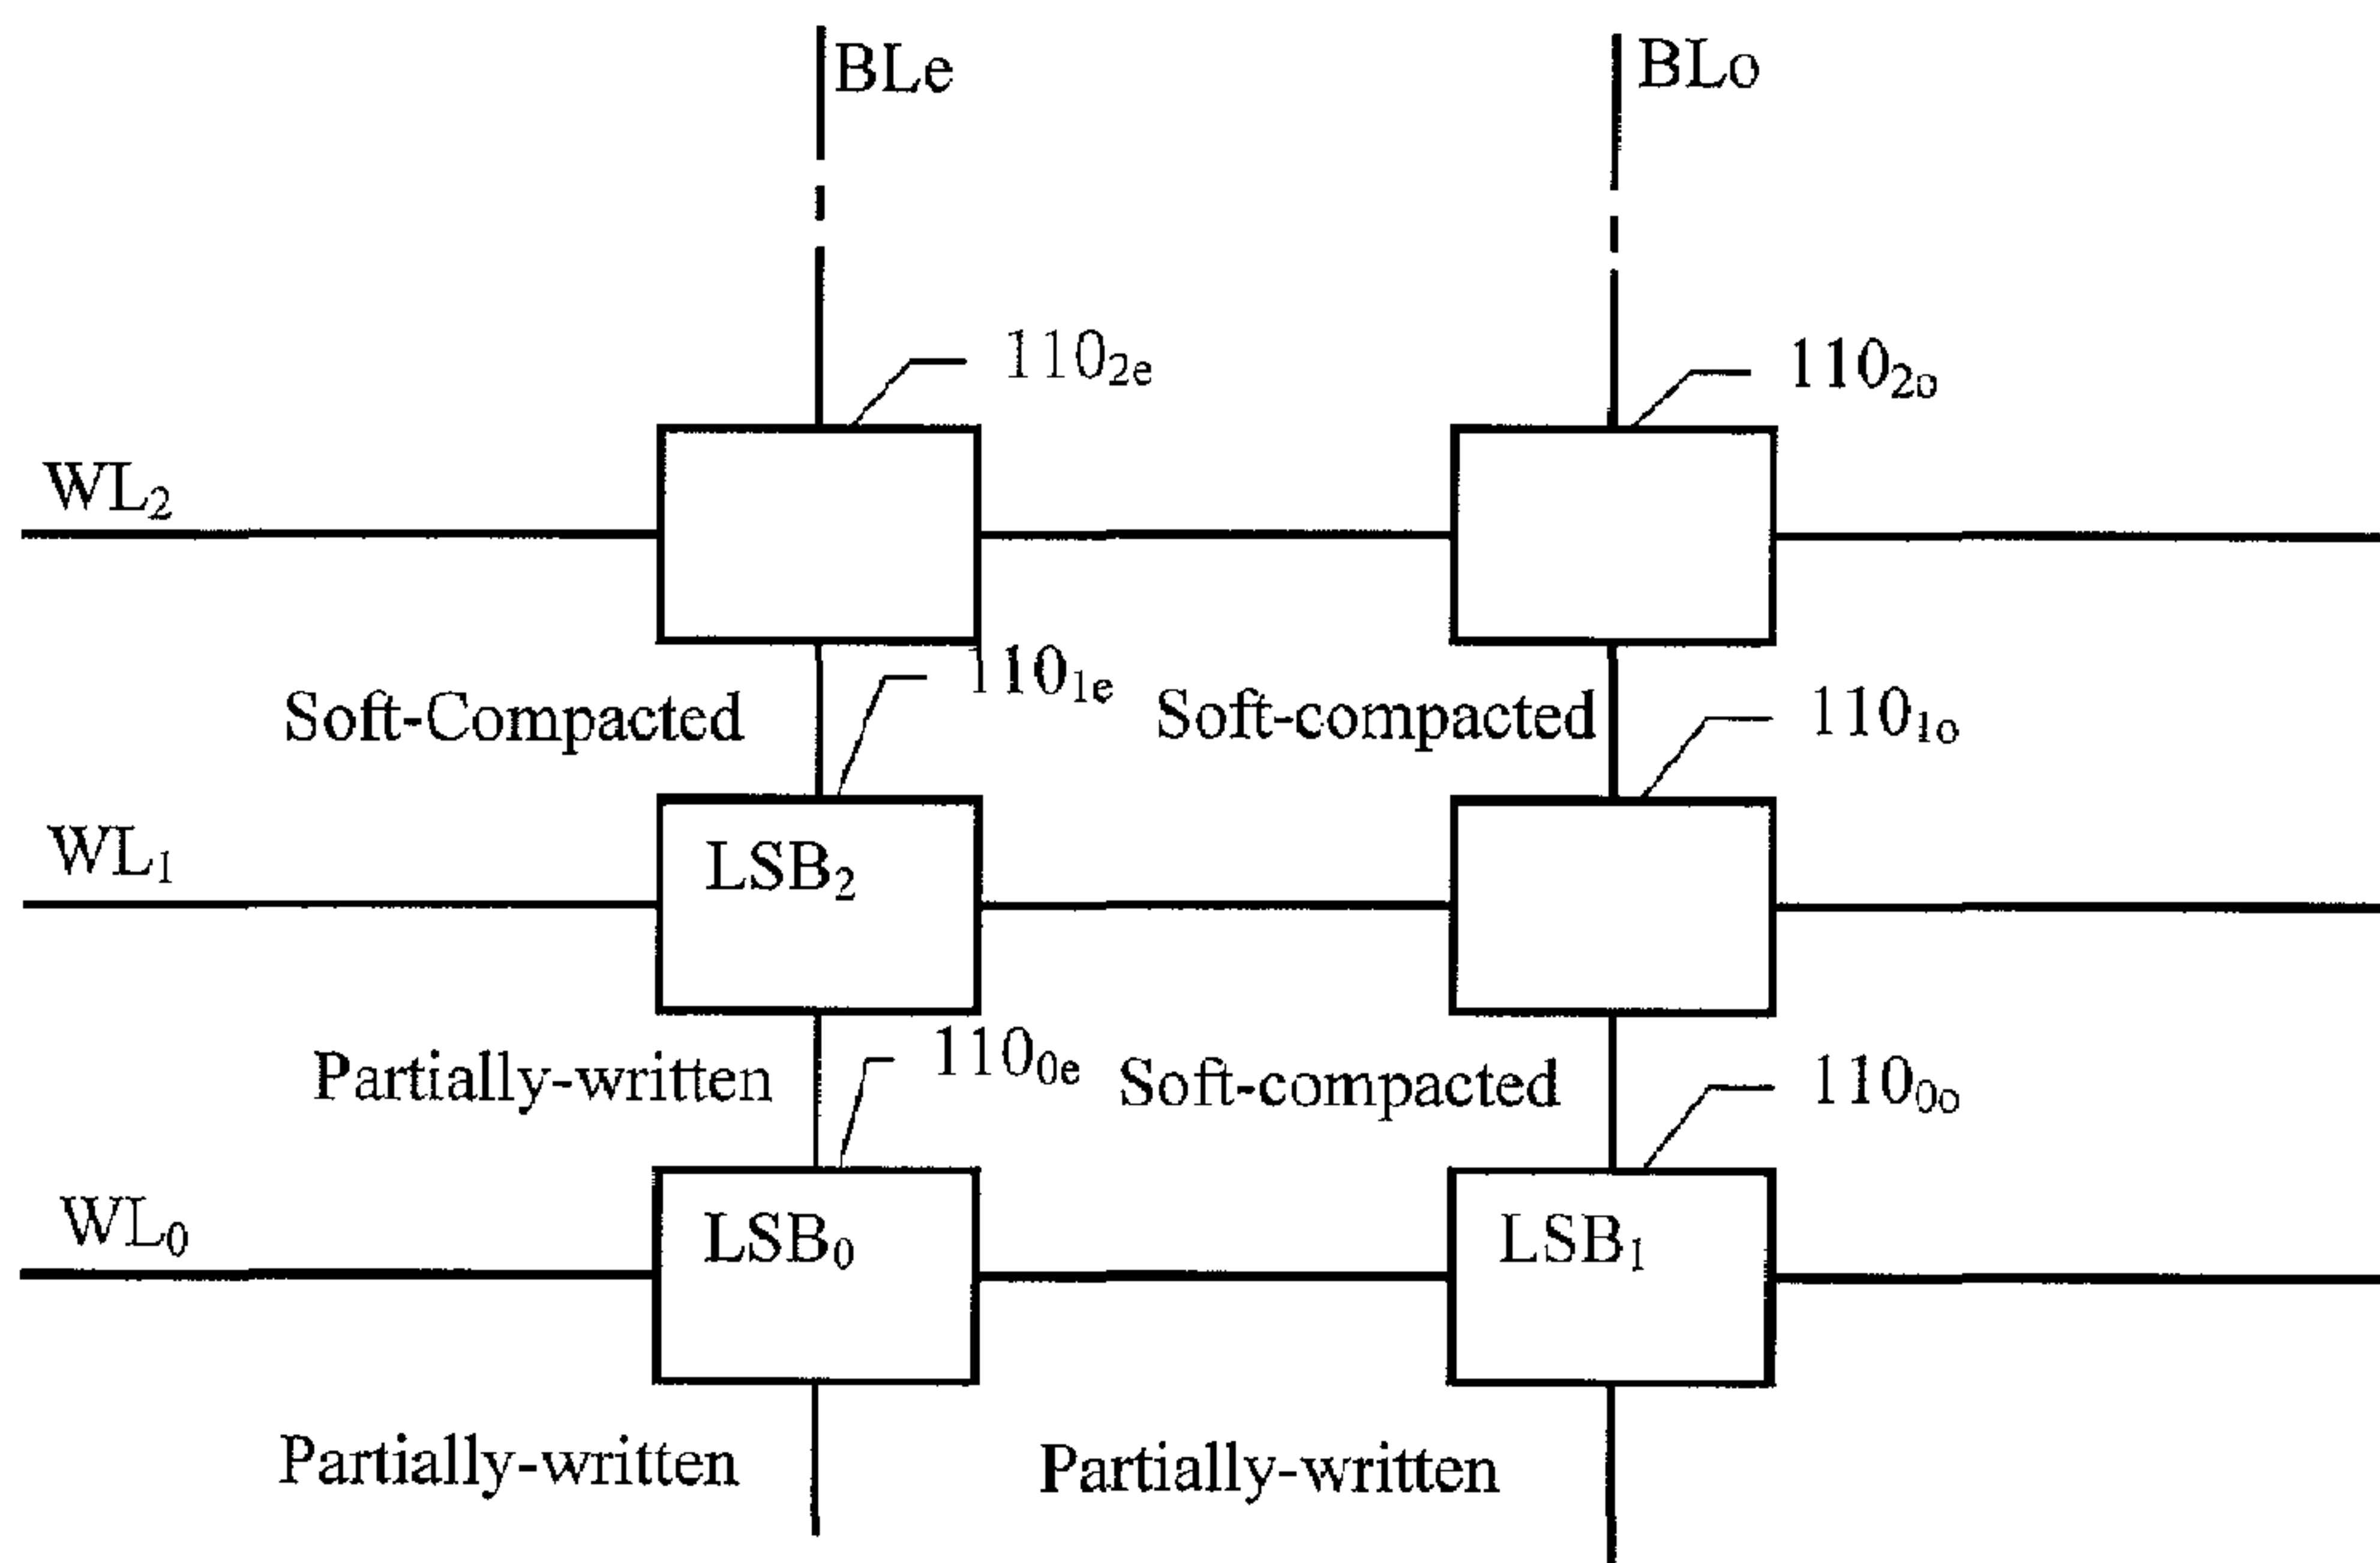 BLe
BLo
110₂ₑ
110₂ₒ
WL₂
110₁ₑ
Soft-Compacted
Soft-compacted
110₁ₒ
WL₁
LSB₂
110₀ₑ
Partially-written
Soft-compacted
110₀ₒ
WL₀
LSB₀
LSB₁
Partially-written
Partially-written